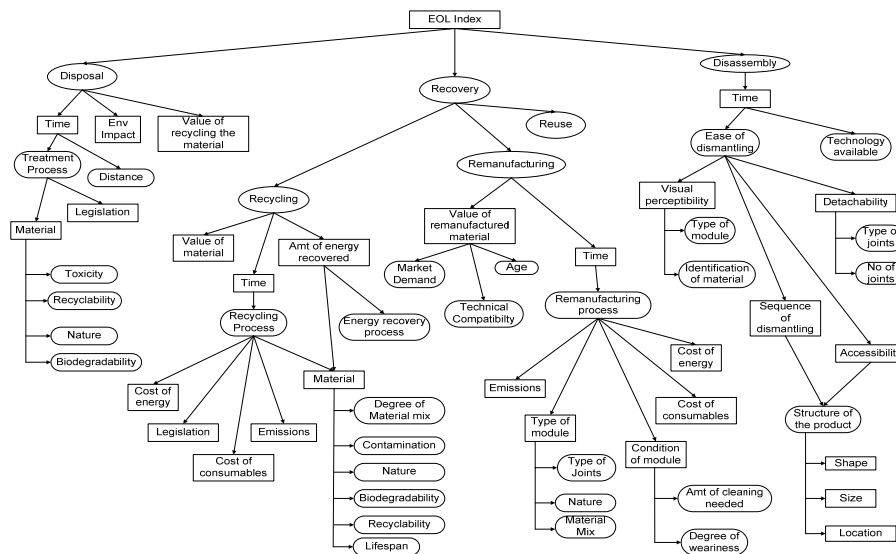 EOL Index
Disposal
Recovery
Disassembly
Time
Env
Impact
Value of
recycling the
material
Treatment
Process
Distance
Material
Legislation
Toxicity
Recyclability
Nature
Biodegradability
Reuse
Recycling
Remanufacturing
Value of
material
Amt of energy
recovered
Time
Recycling
Process
Energy recovery
process
Cost of
energy
Legislation
Cost of
consumables
Emissions
Material
Degree of
Material mix
Contamination
Nature
Biodegradability
Recyclability
Lifespan
Value of
remanufactured
material
Market
Demand
Technical
Compatibilty
Age
Time
Remanufacturing
process
Emissions
Type of
module
Type of
Joints
Nature
Material
Mix
Condition
of module
Amt of cleaning
needed
Degree of
weariness
Cost of
consumables
Cost of
energy
Time
Ease of
dismantling
Technology
available
Visual
perceptibility
Type of
module
Identification
of material
Detachability
Type of
joints
No of
joints
Sequence
of
dismantling
Accessibility
Structure of
the product
Shape
Size
Location